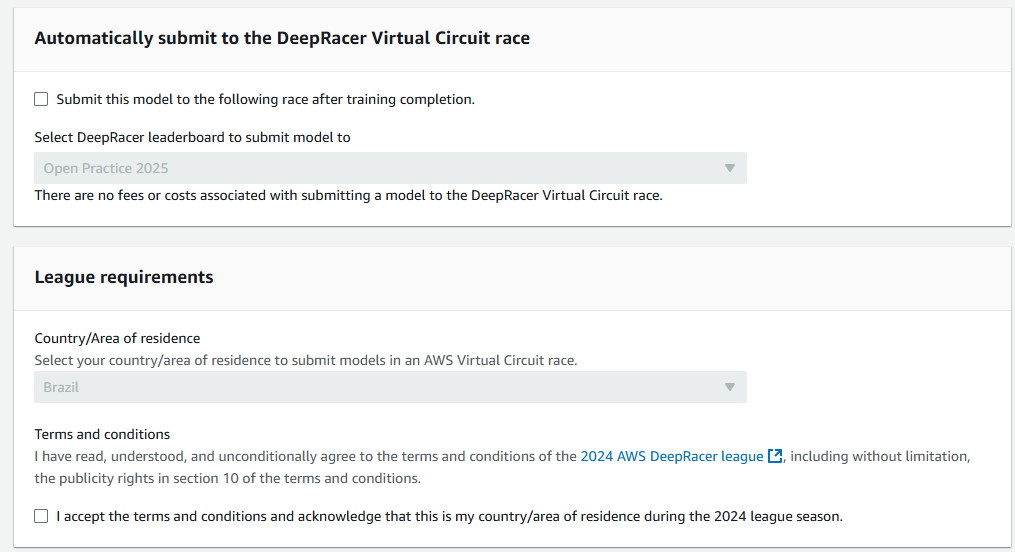 Automatically submit to the DeepRacer Virtual Circuit race
Submit this model to the following race after training completion.
Select DeepRacer leaderboard to submit model to
Open Practice 2025
There are no fees or costs associated with submitting a model to the DeepRacer Virtual Circuit race.
League requirements
Country/Area of residence
Select your country/area of residence to submit models in an AWS Virtual Circuit race.
Brazil
Terms and conditions
I have read, understood, and unconditionally agree to the terms and conditions of the 2024 AWS DeepRacer league, including without limitation,
the publicity rights in section 10 of the terms and conditions.
I accept the terms and conditions and acknowledge that this is my country/area of residence during the 2024 league season.